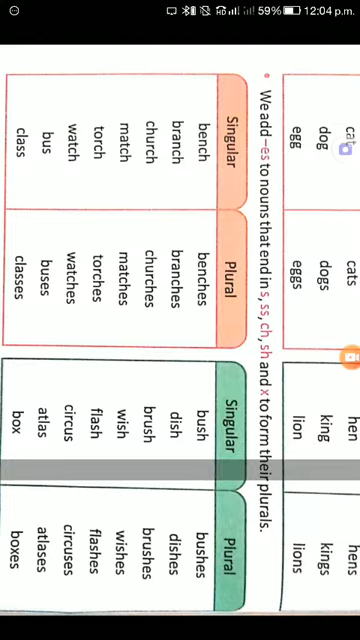 59% 12:04 p.m.
cat cats hen hens
dog dogs king kings
egg eggs lion lions
• We add –es to nouns that end in s, ss, ch, sh and x to form their plurals.
Singular Plural Singular Plural
bench benches bush bushes
branch branches dish dishes
church churches brush brushes
match matches wish wishes
torch torches flash flashes
watch watches circus circuses
bus buses atlas atlases
class classes box boxes